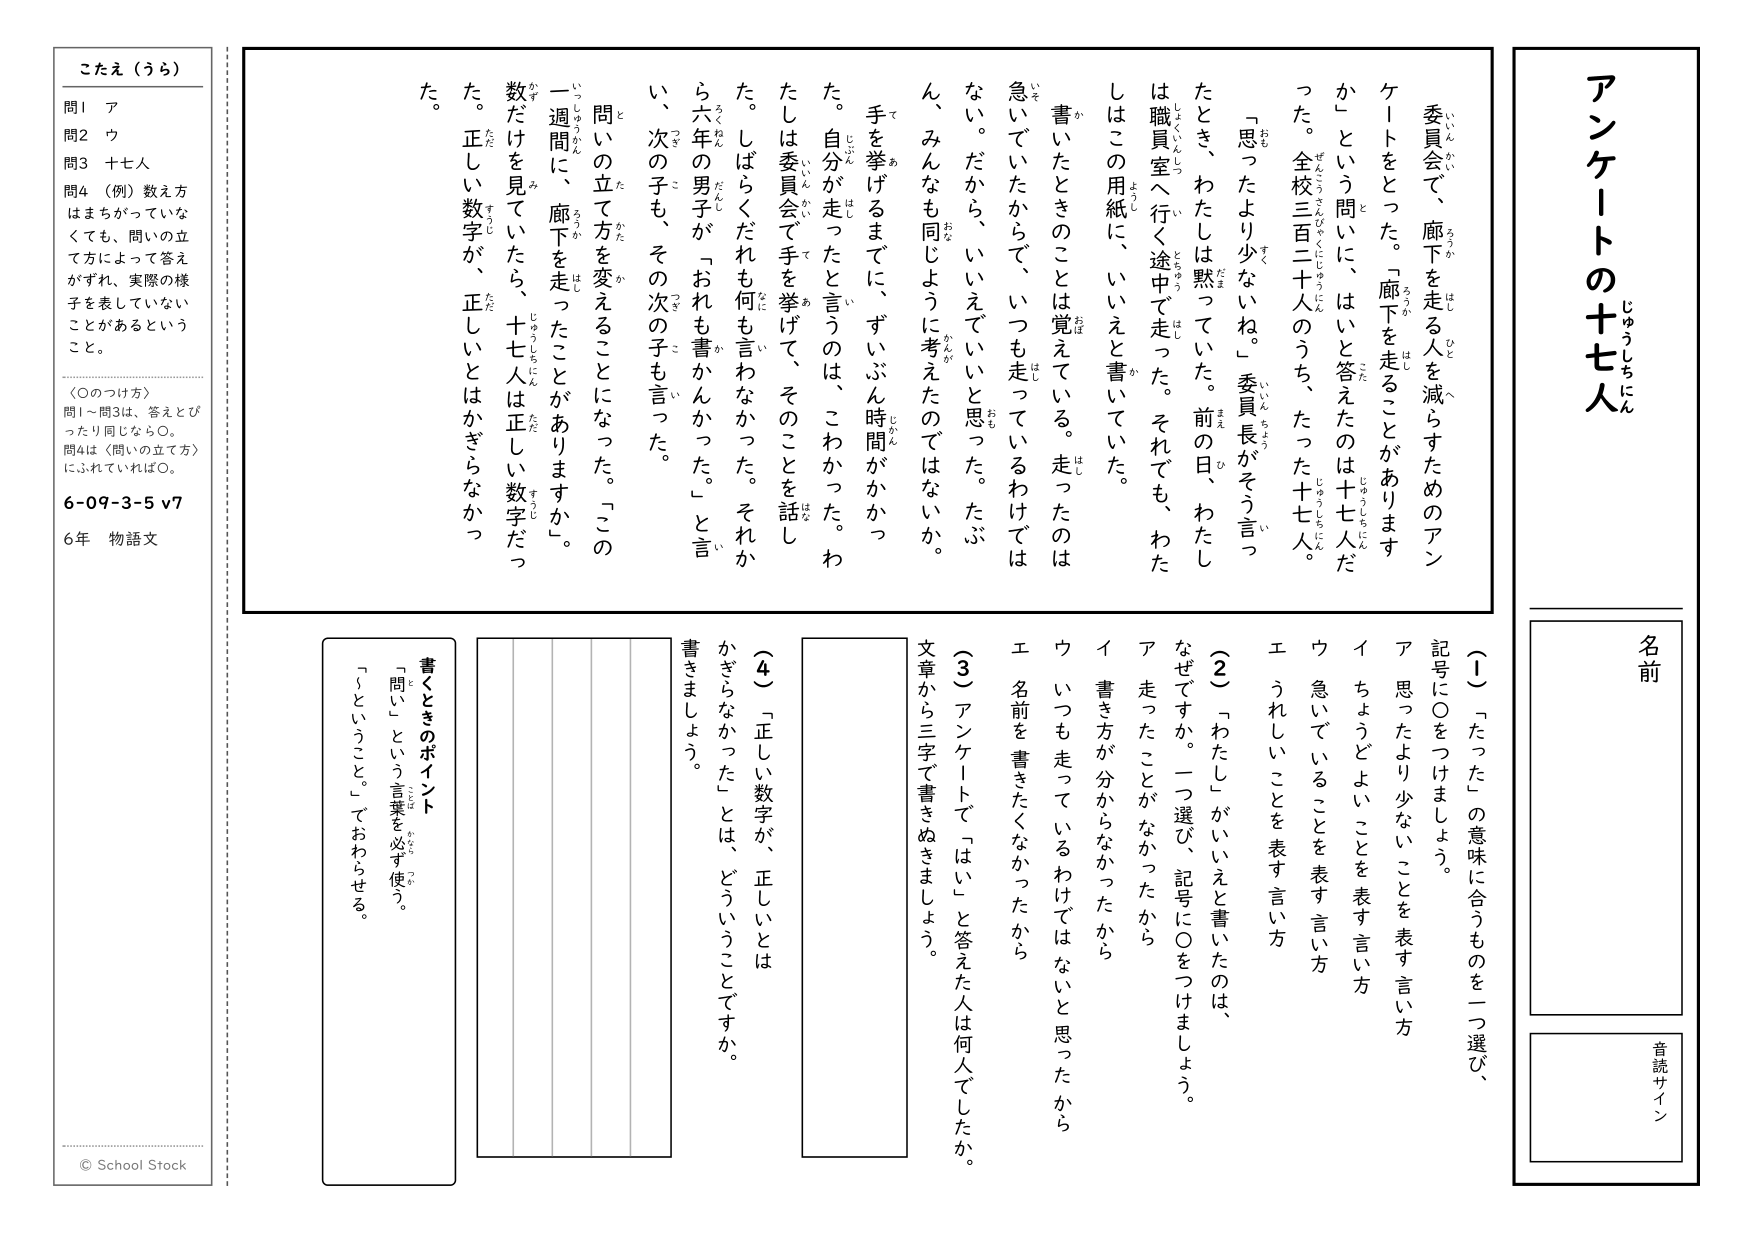 アンケートの十七人
じゅうしちにん
名前
音読サイン
委員会で、廊下を走る人を減らすためのアン
ケートをとった。「廊下を走ることがあります
か」という問いに、はいと答えたのは十七人だ
った。全校三百二十人のうち、たった十七人。
「思ったより少ないね。」委員長がそう言っ
たとき、わたしは黙っていた。前の日、わたし
は職員室へ行く途中で走った。それでも、わた
しはこの用紙に、いいえと書いていた。
書いたときのことは覚えている。走ったのは
急いでいたからで、いつも走っているわけでは
ない。だから、いいえでいいと思った。たぶ
ん、みんなも同じように考えたのではないか。
手を挙げるまでに、ずいぶん時間がかかっ
た。自分が走ったと言うのは、こわかった。わ
たしは委員会で手を挙げて、そのことを話し
た。しばらくだれも何も言わなかった。それか
ら六年の男子が「おれも書かんかった。」と言
い、次の子も、その次の子も言った。
問いの立て方を変えることになった。「この
一週間に、廊下を走ったことがありますか」。
数だけを見ていたら、十七人は正しい数字だっ
た。正しい数字が、正しいとはかぎらなかっ
た。
(1)「たった」の意味に合うものを一つ選び、
記号に〇をつけましょう。
ア 思ったより少ないことを表す言い方
イ ちょうどよいことを表す言い方
ウ 急いでいることを表す言い方
エ うれしいことを表す言い方
(2)「わたし」がいいえと書いたのは、
なぜですか。一つ選び、記号に〇をつけましょう。
ア 走ったことがなかったから
イ 書き方が分からなかったから
ウ いつも走っているわけではないと思ったから
エ 名前を書きたくなかったから
(3)アンケートで「はい」と答えた人は何人でしたか。
文章から三字で書きぬきましょう。
(4)「正しい数字が、正しいとは
かぎらなかった」とは、どういうことですか。
書きましょう。
書くときのポイント
「問い」という言葉を必ず使う。
「〜ということ。」でおわらせる。
こたえ（うら）
問1 ア
問2 ウ
問3 十七人
問4 （例）数え方
はまちがっていな
くても、問いの立
て方によって答え
がずれ、実際の様
子を表していない
ことがあるという
こと。
〈〇のつけ方〉
問1〜問3は、答えとぴ
ったり同じなら〇。
問4は〈問いの立て方〉
にふれていれば〇。
6-09-3-5 v7
6年 物語文
© School Stock